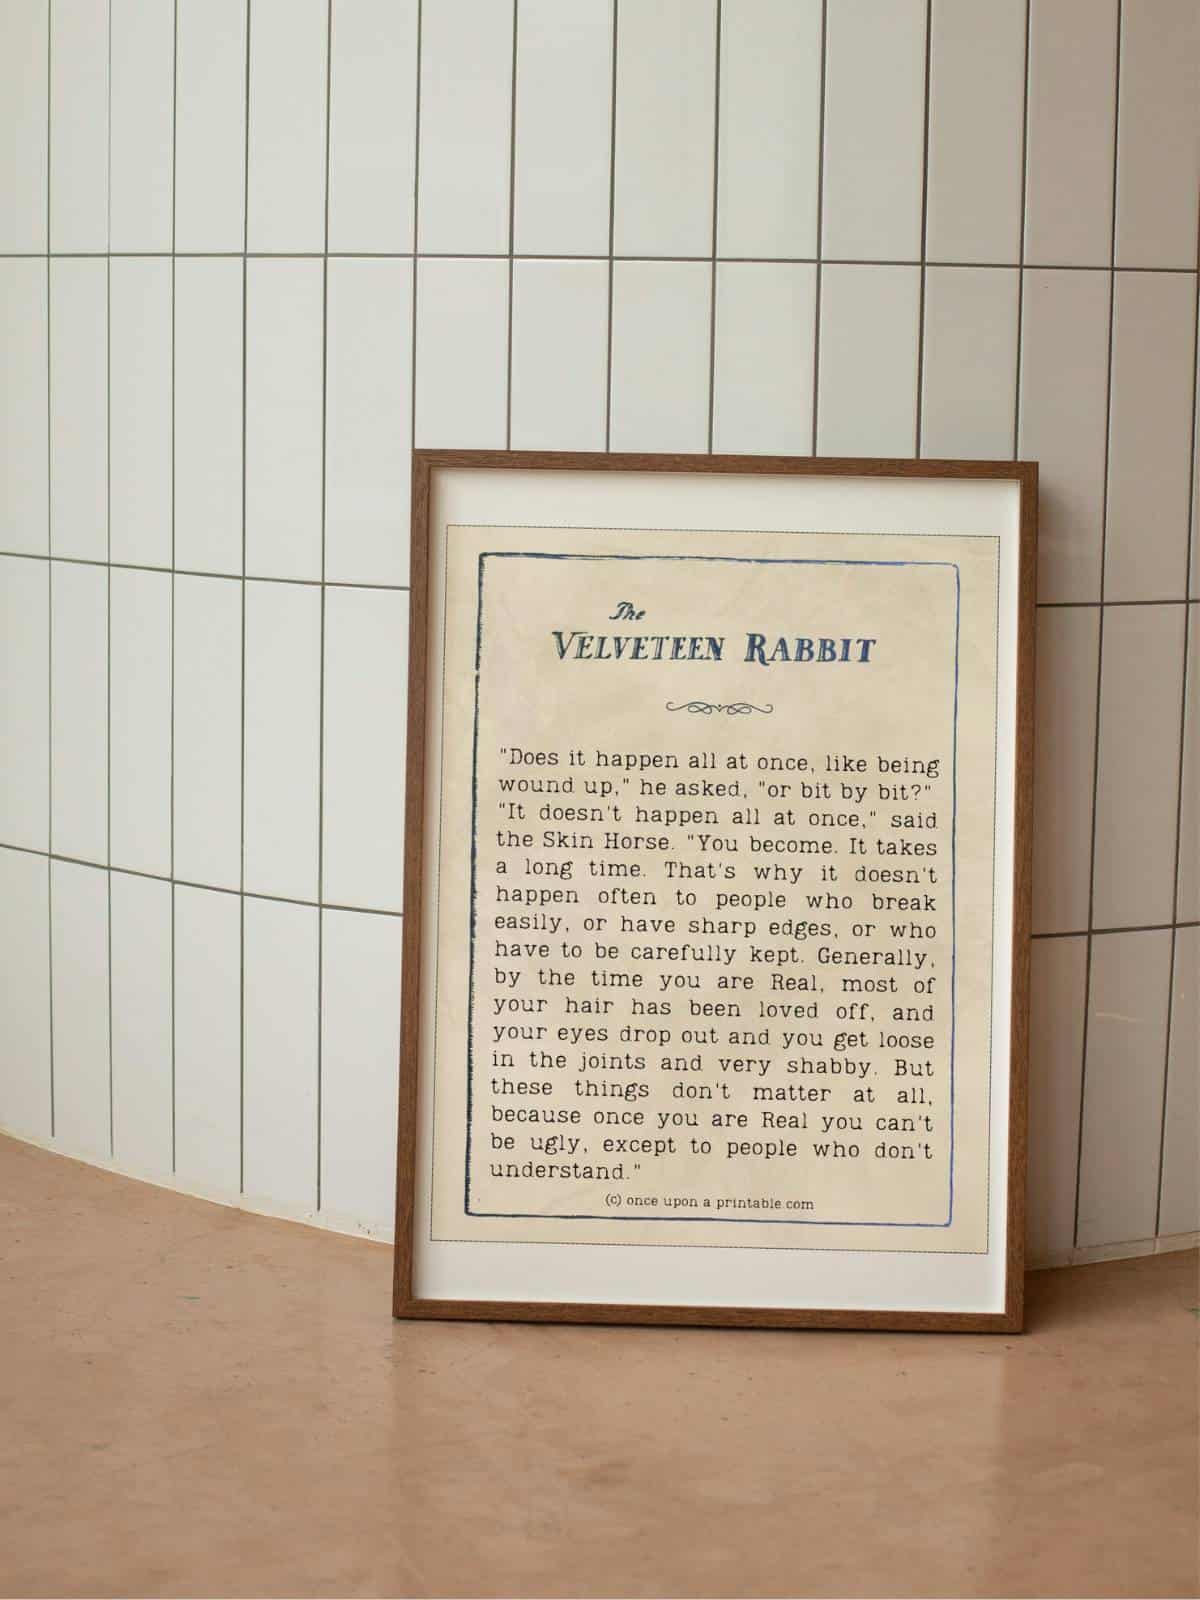 The
VELVETEEN RABBIT
"Does it happen all at once, like being
wound up," he asked, "or bit by bit?"
"It doesn't happen all at once," said
the Skin Horse. "You become. It takes
a long time. That's why it doesn't
happen often to people who break
easily, or have sharp edges, or who
have to be carefully kept. Generally,
by the time you are Real, most of
your hair has been loved off, and
your eyes drop out and you get loose
in the joints and very shabby. But
these things don't matter at all,
because once you are Real you can't
be ugly, except to people who don't
understand."
(c) once upon a printable.com